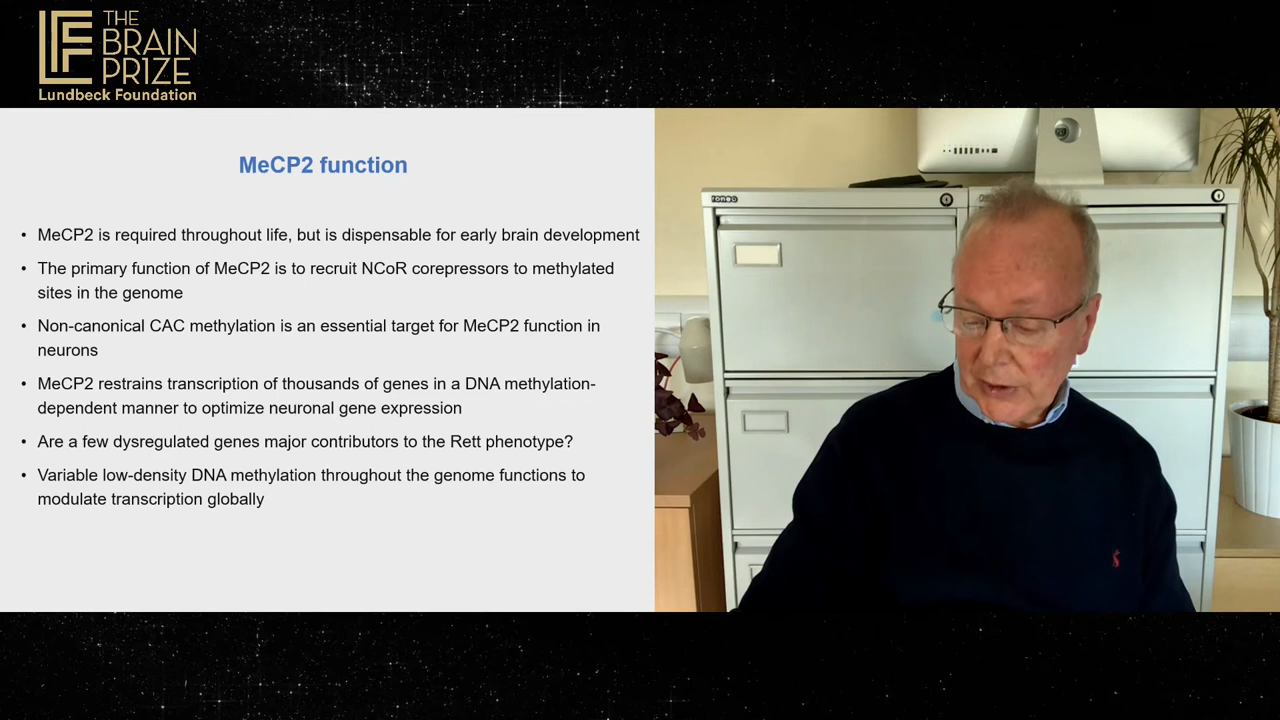 THE
BRAIN
PRIZE
Lundbeck Foundation
MeCP2 function
• MeCP2 is required throughout life, but is dispensable for early brain development
• The primary function of MeCP2 is to recruit NCoR corepressors to methylated
sites in the genome
• Non-canonical CAC methylation is an essential target for MeCP2 function in
neurons
• MeCP2 restrains transcription of thousands of genes in a DNA methylation-
dependent manner to optimize neuronal gene expression
• Are a few dysregulated genes major contributors to the Rett phenotype?
• Variable low-density DNA methylation throughout the genome functions to
modulate transcription globally
roneo